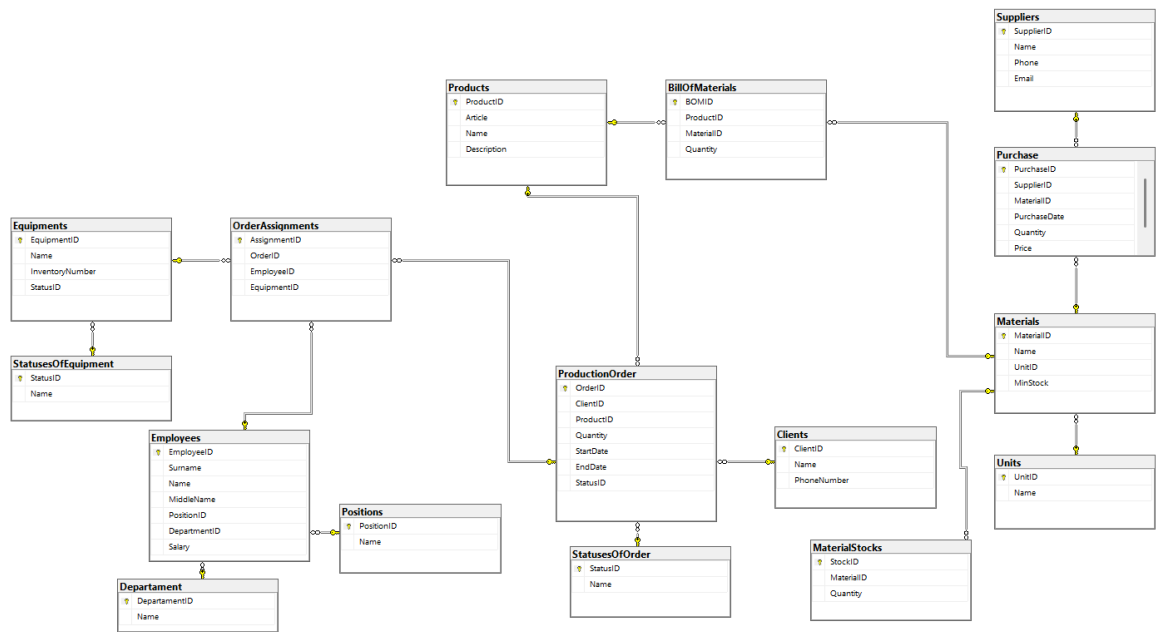 Suppliers
SupplierID
Name
Phone
Email
Products
ProductID
Article
Name
Description
BillOfMaterials
BOMID
ProductID
MaterialID
Quantity
Purchase
PurchaseID
SupplierID
MaterialID
PurchaseDate
Quantity
Price
Equipments
EquipmentID
Name
InventoryNumber
StatusID
OrderAssignments
AssignmentID
OrderID
EmployeeID
EquipmentID
Materials
MaterialID
Name
UnitID
MinStock
StatusesOfEquipment
StatusID
Name
ProductionOrder
OrderID
ClientID
ProductID
Quantity
StartDate
EndDate
StatusID
Employees
EmployeeID
Surname
Name
MiddleName
PositionID
DepartmentID
Salary
Clients
ClientID
Name
PhoneNumber
Units
UnitID
Name
Positions
PositionID
Name
MaterialStocks
StockID
MaterialID
Quantity
StatusesOfOrder
StatusID
Name
Departament
DepartamentID
Name